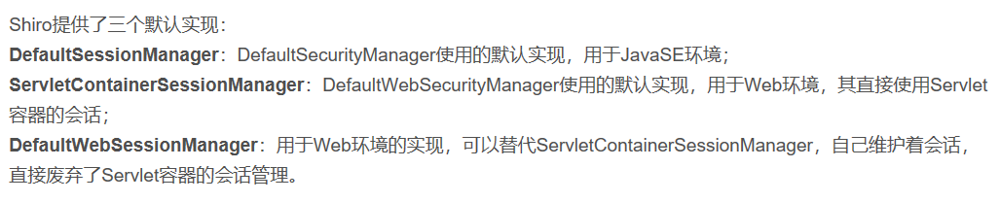 Shiro提供了三个默认实现：
DefaultSessionManager：DefaultSecurityManager使用的默认实现，用于JavaSE环境；
ServletContainerSessionManager：DefaultWebSecurityManager使用的默认实现，用于Web环境，其直接使用Servlet
容器的会话；
DefaultWebSessionManager：用于Web环境的实现，可以替代ServletContainerSessionManager，自己维护着会话，
直接废弃了Servlet容器的会话管理。